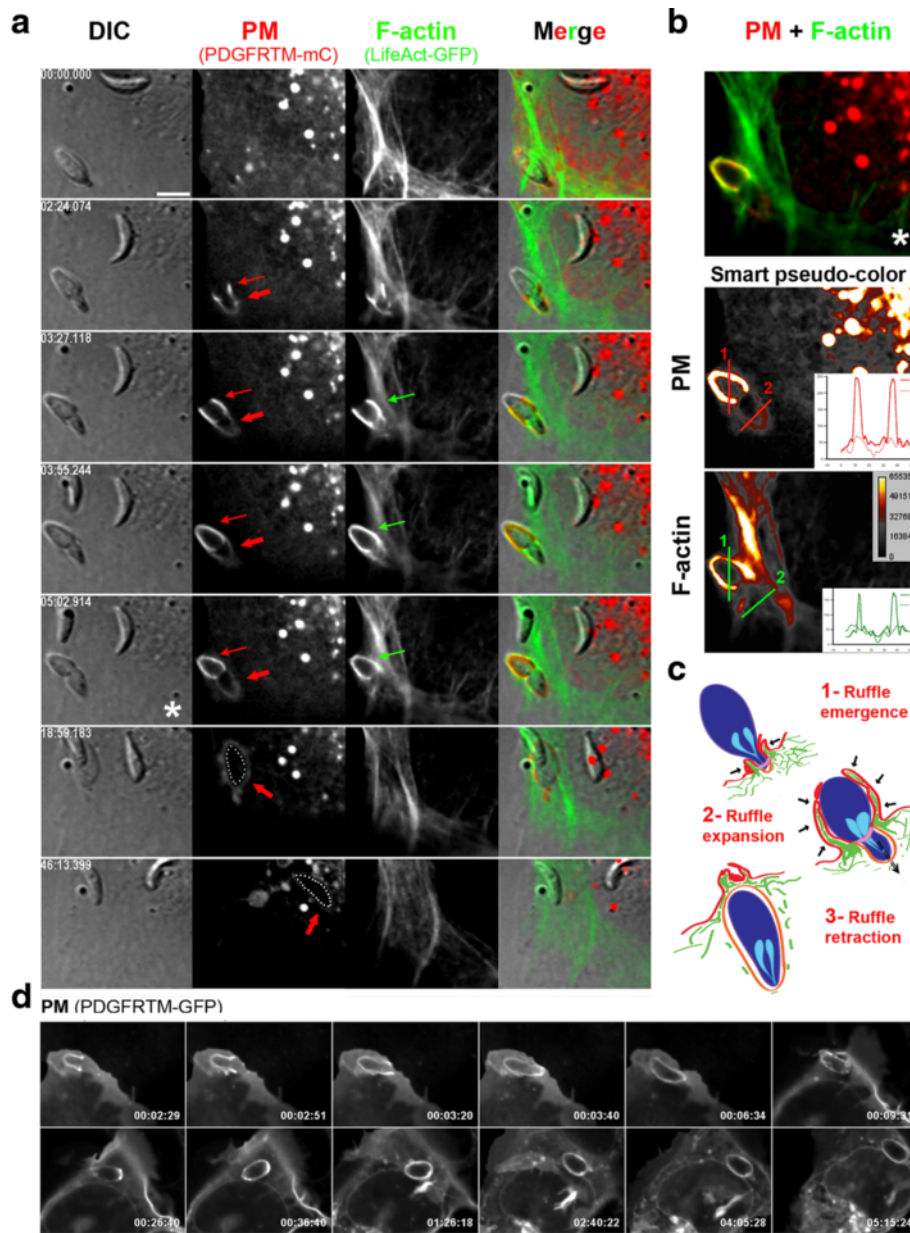 a
DIC
PM
(PDGFRTM-mC)
F-actin
(LifeAct-GFP)
Merge
00:00.000
02:24.074
03:27.118
03:55.244
05:02.914
*
18:59.183
46:13.399
b
PM + F-actin
*
Smart pseudo-color
PM
1
2
F-actin
1
2
65535
49151
32768
16384
0
c
1- Ruffle
emergence
2- Ruffle
expansion
3- Ruffle
retraction
d
PM (PDGFRTM-GFP)
00:02:29
00:02:51
00:03:20
00:03:40
00:06:34
00:09:31
00:26:40
00:36:40
01:26:18
02:40:22
04:05:28
05:15:24